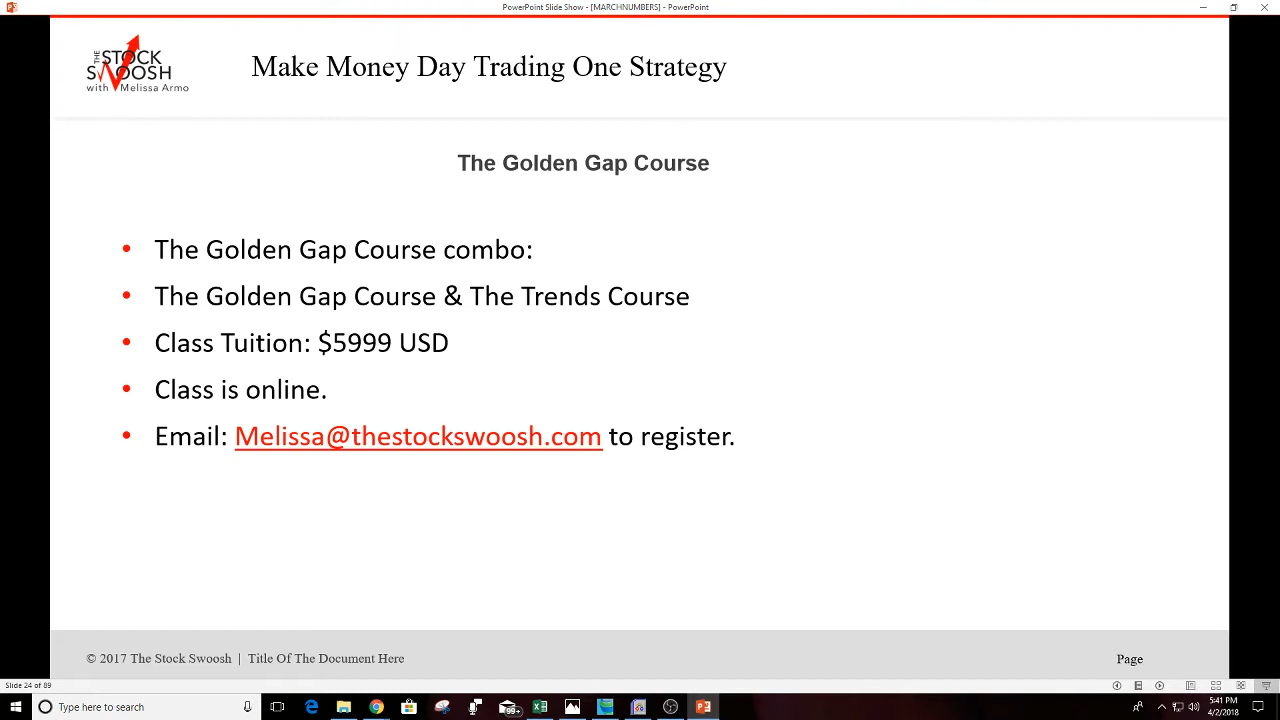 PowerPoint Slide Show - [MARCHNUMBERS] - PowerPoint
THE STOCK
SWOOSH
with Melissa Armo
Make Money Day Trading One Strategy
The Golden Gap Course
• The Golden Gap Course combo:
• The Golden Gap Course & The Trends Course
• Class Tuition: $5999 USD
• Class is online.
• Email: Melissa@thestockswoosh.com to register.
© 2017 The Stock Swoosh | Title Of The Document Here
Page
Slide 24 of 89
Type here to search
99+
5:41 PM
4/2/2018